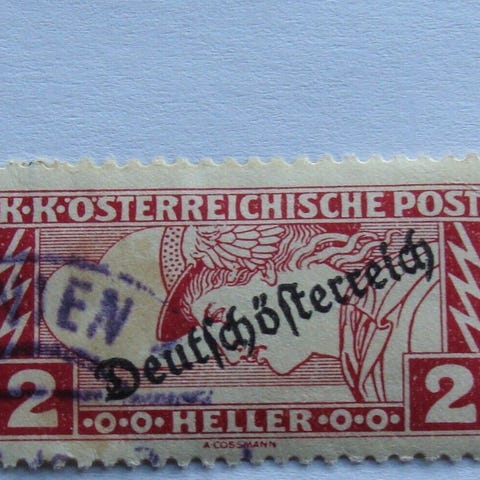 K·K·ÖSTERREICHISCHE POST
EN
Deutschösterreich
2 ·O·O· HELLER ·O·O· 2
A·COSSMANN